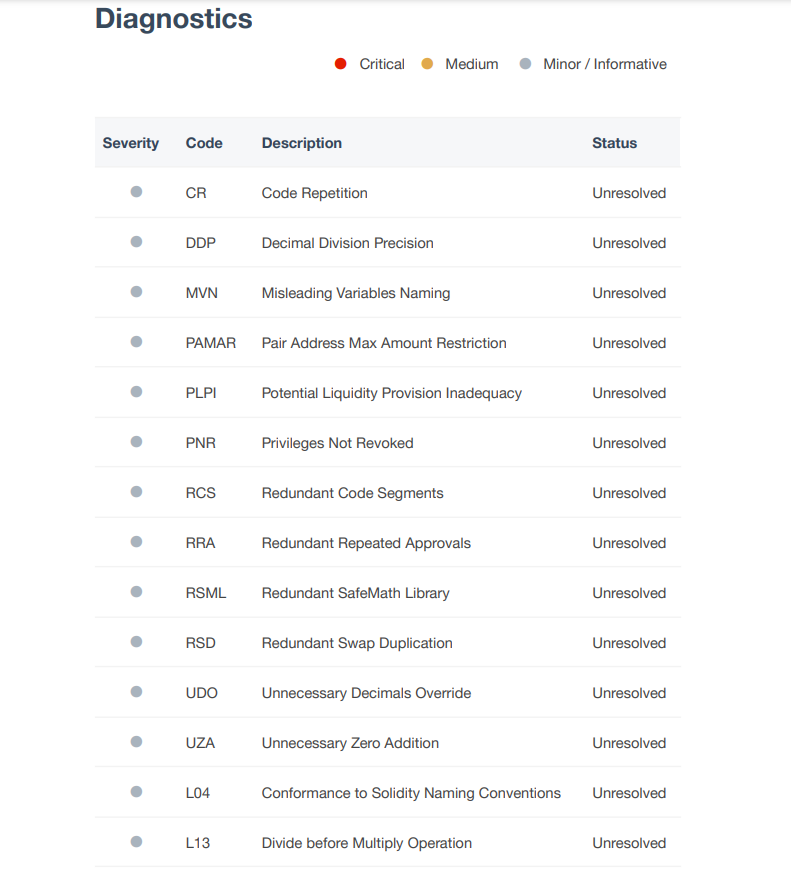 Diagnostics
Critical Medium Minor / Informative
Severity Code Description Status
CR Code Repetition Unresolved
DDP Decimal Division Precision Unresolved
MVN Misleading Variables Naming Unresolved
PAMAR Pair Address Max Amount Restriction Unresolved
PLPI Potential Liquidity Provision Inadequacy Unresolved
PNR Privileges Not Revoked Unresolved
RCS Redundant Code Segments Unresolved
RRA Redundant Repeated Approvals Unresolved
RSML Redundant SafeMath Library Unresolved
RSD Redundant Swap Duplication Unresolved
UDO Unnecessary Decimals Override Unresolved
UZA Unnecessary Zero Addition Unresolved
L04 Conformance to Solidity Naming Conventions Unresolved
L13 Divide before Multiply Operation Unresolved